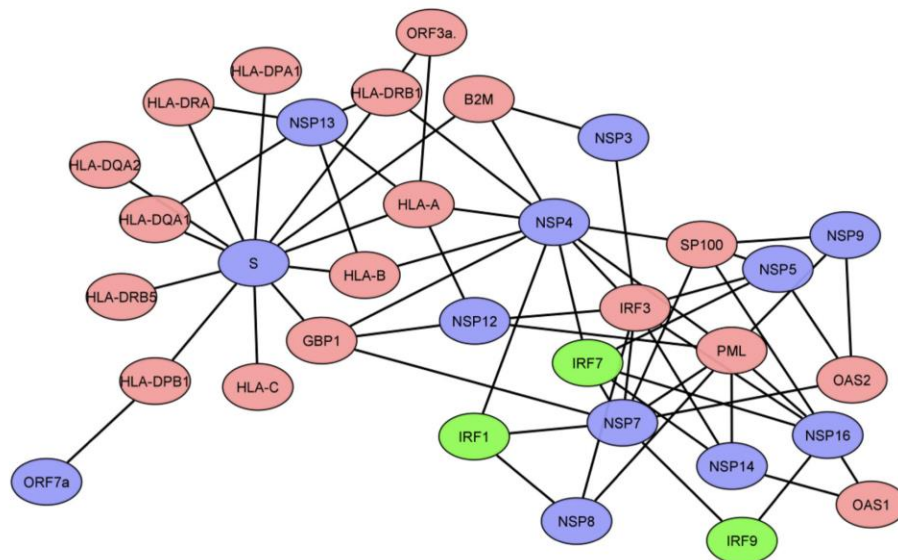 ORF3a.
HLA-DPA1
HLA-DRA
HLA-DRB1
B2M
NSP13
NSP3
HLA-DQA2
HLA-A
HLA-DQA1
NSP4
SP100
NSP9
S
HLA-B
NSP5
HLA-DRB5
IRF3
NSP12
GBP1
PML
IRF7
HLA-DPB1
HLA-C
OAS2
NSP7
IRF1
NSP16
NSP14
ORF7a
OAS1
NSP8
IRF9